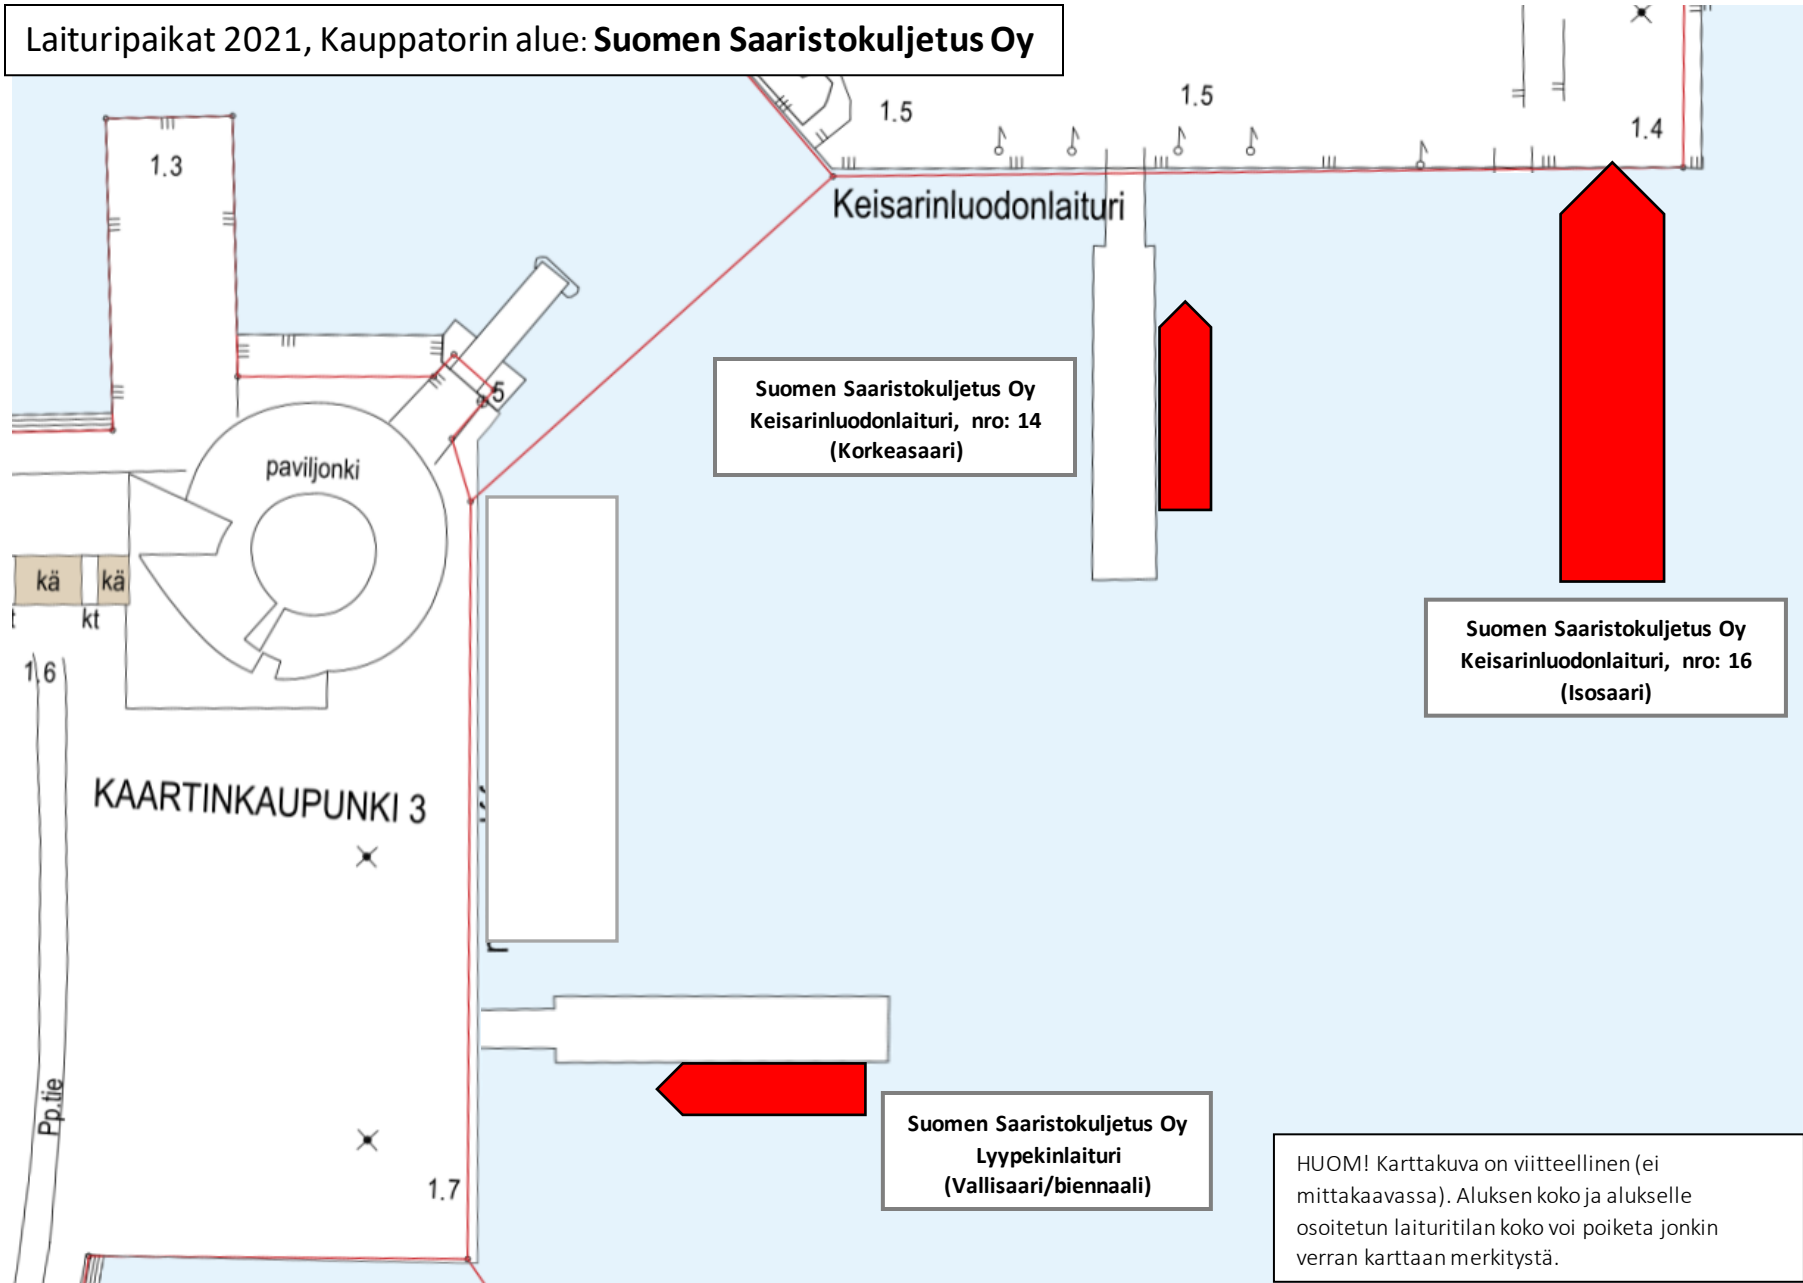 Laituripaikat 2021, Kauppatorin alue: Suomen Saaristokuljetus Oy
1.5
1.5
1.4
1.3
Keisarinluodonlaituri
5
Suomen Saaristokuljetus Oy
Keisarinluodonlaituri, nro: 14
(Korkeasaari)
paviljonki
kä
kä
kt
Suomen Saaristokuljetus Oy
Keisarinluodonlaituri, nro: 16
(Isosaari)
1.6
KAARTINKAUPUNKI 3
Pp.tie
Suomen Saaristokuljetus Oy
Lyypekinlaituri
(Vallisaari/biennaali)
1.7
HUOM! Karttakuva on viitteellinen (ei
mittakaavassa). Aluksen koko ja alukselle
osoitetun laituritilan koko voi poiketa jonkin
verran karttaan merkitystä.